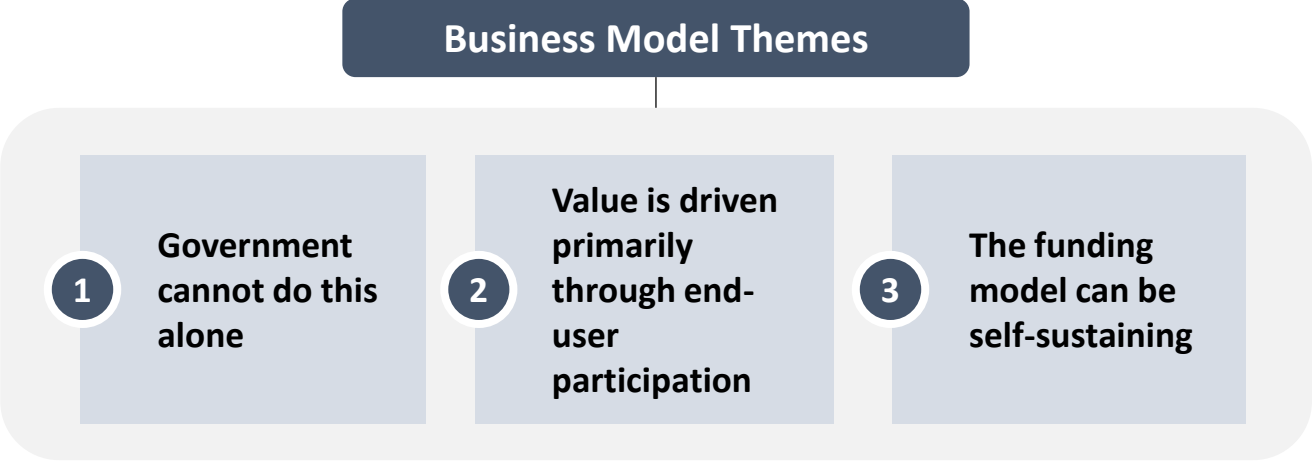 Business Model Themes
1
Government
cannot do this
alone
2
Value is driven
primarily
through end-
user
participation
3
The funding
model can be
self-sustaining